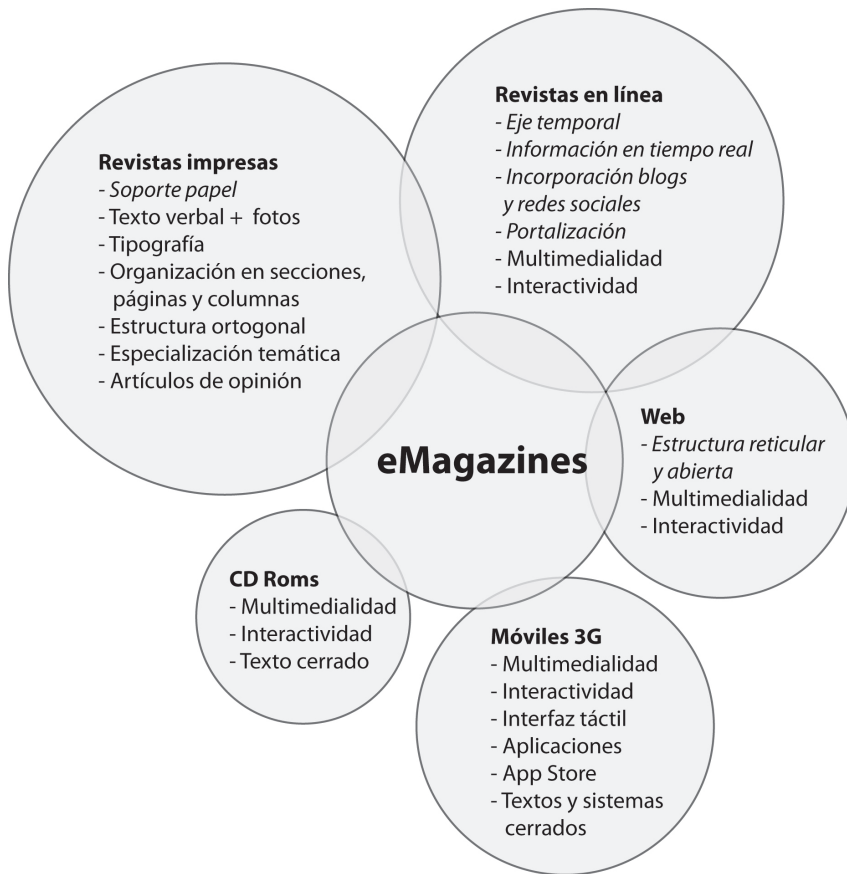 Revistas impresas
- Soporte papel
- Texto verbal + fotos
- Tipografía
- Organización en secciones,
páginas y columnas
- Estructura ortogonal
- Especialización temática
- Artículos de opinión
Revistas en línea
- Eje temporal
- Información en tiempo real
- Incorporación blogs
y redes sociales
- Portalización
- Multimedialidad
- Interactividad
eMagazines
Web
- Estructura reticular
y abierta
- Multimedialidad
- Interactividad
CD Roms
- Multimedialidad
- Interactividad
- Texto cerrado
Móviles 3G
- Multimedialidad
- Interactividad
- Interfaz táctil
- Aplicaciones
- App Store
- Textos y sistemas
cerrados